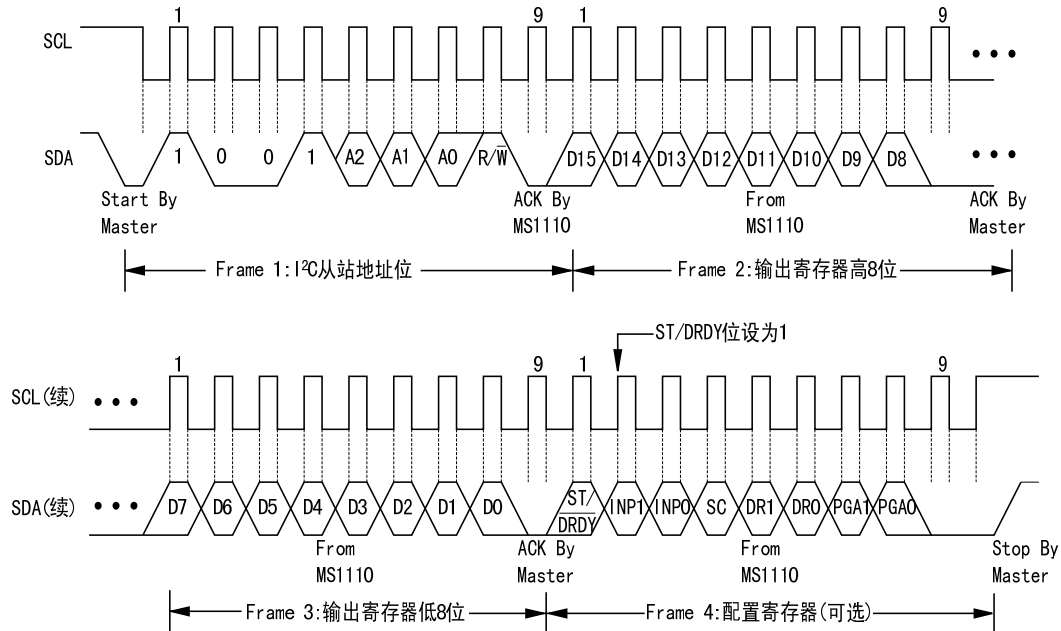 1 9 1 9
SCL
SDA 1 0 0 1 A2 A1 A0 R/W̅ D15 D14 D13 D12 D11 D10 D9 D8
Start By Master
ACK By MS1110
From MS1110
ACK By Master
Frame 1:I²C从站地址位
Frame 2:输出寄存器高8位
ST/DRDY位设为1
1 9 1 9
SCL(续)
SDA(续) D7 D6 D5 D4 D3 D2 D1 D0 ST/D̅R̅D̅Y̅ INP1 INP0 SC DR1 DR0 PGA1 PGA0
From MS1110
ACK By Master
From MS1110
Stop By Master
Frame 3:输出寄存器低8位
Frame 4:配置寄存器(可选)